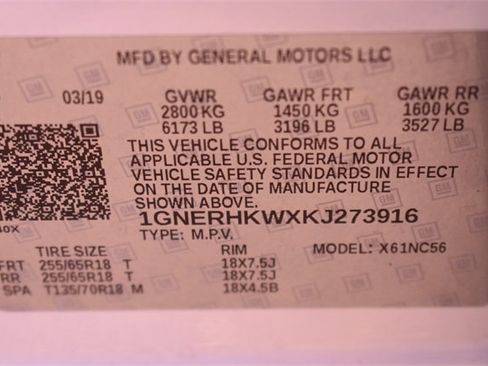 MFD BY GENERAL MOTORS LLC
03/19 GVWR GAWR FRT GAWR RR
2800 KG 1450 KG 1600 KG
6173 LB 3196 LB 3527 LB
THIS VEHICLE CONFORMS TO ALL
APPLICABLE U.S. FEDERAL MOTOR
VEHICLE SAFETY STANDARDS IN EFFECT
ON THE DATE OF MANUFACTURE
SHOWN ABOVE.
1GNERHKWXKJ273916
TYPE: M.P.V. MODEL: X61NC56
TIRE SIZE RIM
FRT 255/65R18 T 18X7.5J
RR 255/65R18 T 18X7.5J
SPA T135/70R18 M 18X4.5B